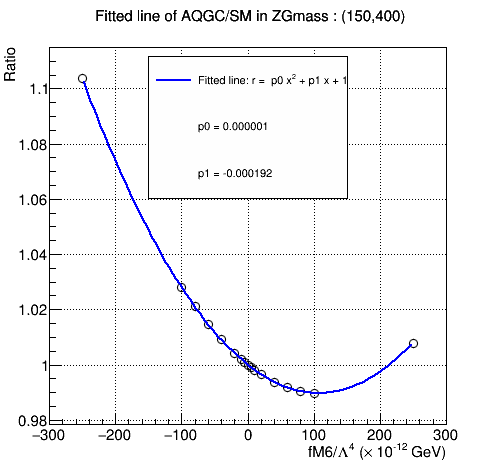 Fitted line of AQGC/SM in ZGmass : (150,400)
Ratio
Fitted line: r = p0 x² + p1 x + 1
p0 = 0.000001
p1 = -0.000192
1.1
1.08
1.06
1.04
1.02
1
0.98
−300 −200 −100 0 100 200 300
fM6/Λ⁴ (× 10⁻¹² GeV)